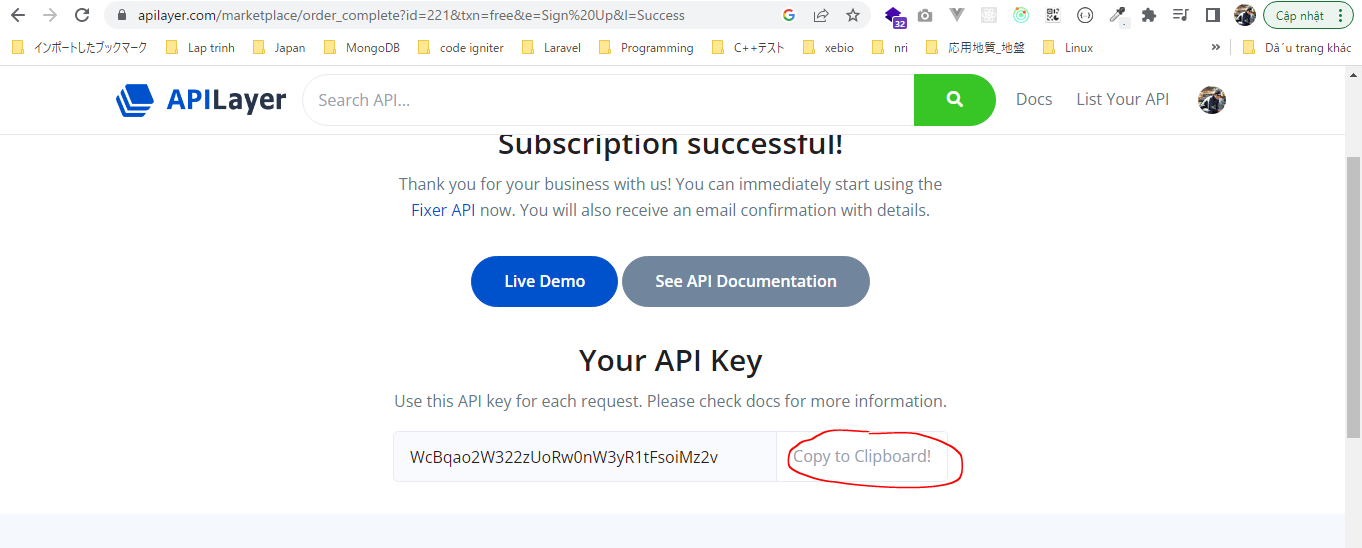 apilayer.com/marketplace/order_complete?id=221&txn=free&e=Sign%20Up&l=Success
32
Cập nhật
インポートしたブックマーク Lap trinh Japan MongoDB code igniter Laravel Programming C++テスト xebio nri 応用地質_地盤 Linux » Dấu trang khác
APILayer
Search API...
Docs List Your API
Subscription successful!
Thank you for your business with us! You can immediately start using the
Fixer API now. You will also receive an email confirmation with details.
Live Demo See API Documentation
Your API Key
Use this API key for each request. Please check docs for more information.
WcBqao2W322zUoRw0nW3yR1tFsoiMz2v Copy to Clipboard!